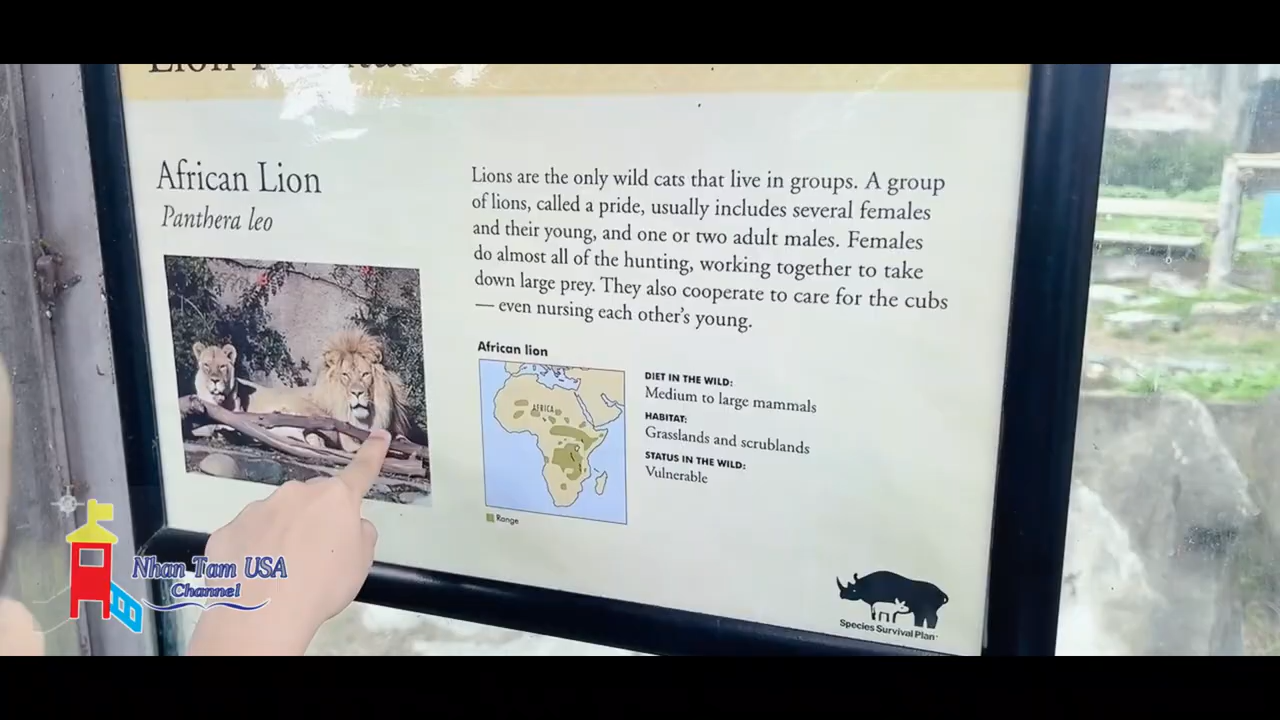 Lion Habitat
African Lion
Panthera leo
Lions are the only wild cats that live in groups. A group
of lions, called a pride, usually includes several females
and their young, and one or two adult males. Females
do almost all of the hunting, working together to take
down large prey. They also cooperate to care for the cubs
— even nursing each other's young.
African lion
AFRICA
Range
DIET IN THE WILD:
Medium to large mammals
HABITAT:
Grasslands and scrublands
STATUS IN THE WILD:
Vulnerable
Species Survival Plan
Nhan Tam USA
Channel